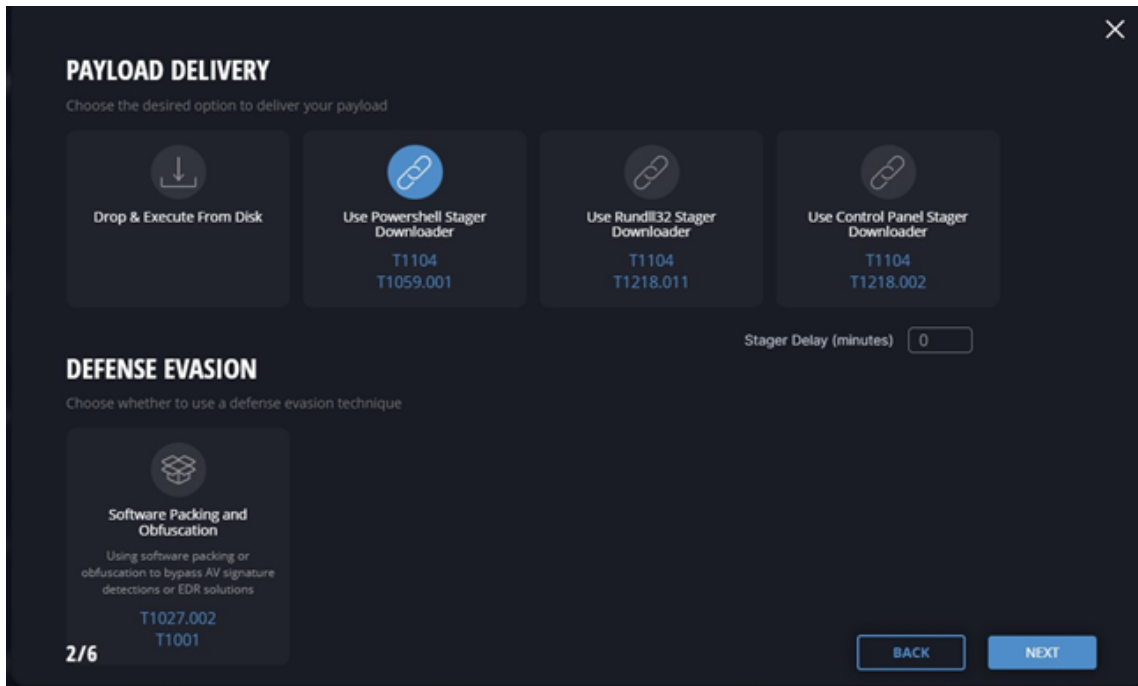 PAYLOAD DELIVERY
Choose the desired option to deliver your payload
Drop & Execute From Disk
Use Powershell Stager
Downloader
T1104
T1059.001
Use Rundll32 Stager
Downloader
T1104
T1218.011
Use Control Panel Stager
Downloader
T1104
T1218.002
Stager Delay (minutes) 0
DEFENSE EVASION
Choose whether to use a defense evasion technique
Software Packing and
Obfuscation
Using software packing or
obfuscation to bypass AV signature
detections or EDR solutions
T1027.002
T1001
2/6
BACK
NEXT